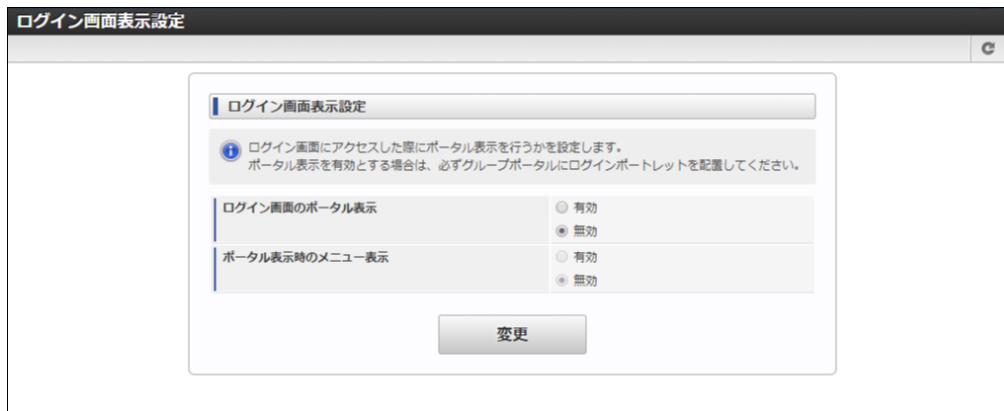 ログイン画面表示設定
ログイン画面表示設定
ログイン画面にアクセスした際にポータル表示を行うかを設定します。
ポータル表示を有効とする場合は、必ずグループポータルにログインポートレットを配置してください。
ログイン画面のポータル表示
有効
無効
ポータル表示時のメニュー表示
有効
無効
変更